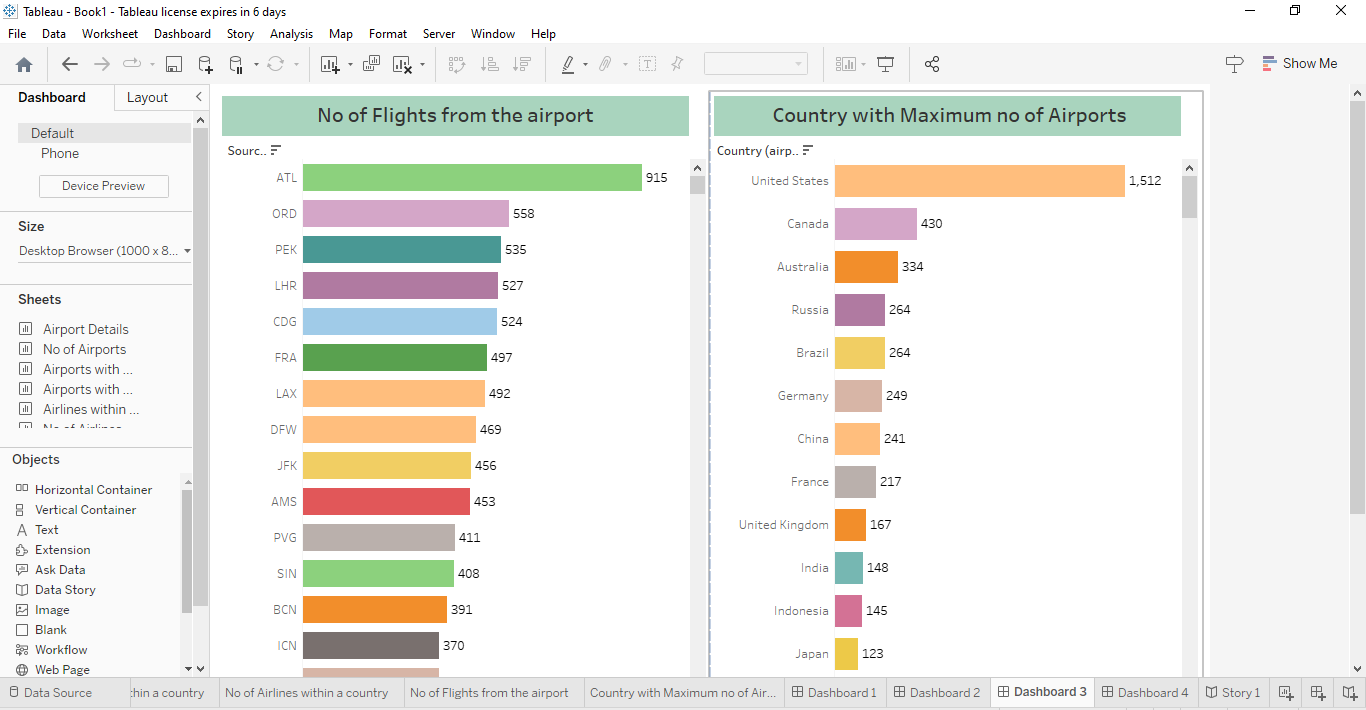 Tableau - Book1 - Tableau license expires in 6 days
File Data Worksheet Dashboard Story Analysis Map Format Server Window Help
Show Me
Dashboard Layout
Default
Phone
Device Preview
Size
Desktop Browser (1000 x 8...
Sheets
Airport Details
No of Airports
Airports with ...
Airports with ...
Airlines within ...
No of Airlines
Objects
Horizontal Container
Vertical Container
Text
Extension
Ask Data
Data Story
Image
Blank
Workflow
Web Page
No of Flights from the airport
Sourc..
ATL 915
ORD 558
PEK 535
LHR 527
CDG 524
FRA 497
LAX 492
DFW 469
JFK 456
AMS 453
PVG 411
SIN 408
BCN 391
ICN 370
Country with Maximum no of Airports
Country (airp..
United States 1,512
Canada 430
Australia 334
Russia 264
Brazil 264
Germany 249
China 241
France 217
United Kingdom 167
India 148
Indonesia 145
Japan 123
Data Source thin a country No of Airlines within a country No of Flights from the airport Country with Maximum no of Air... Dashboard 1 Dashboard 2 Dashboard 3 Dashboard 4 Story 1